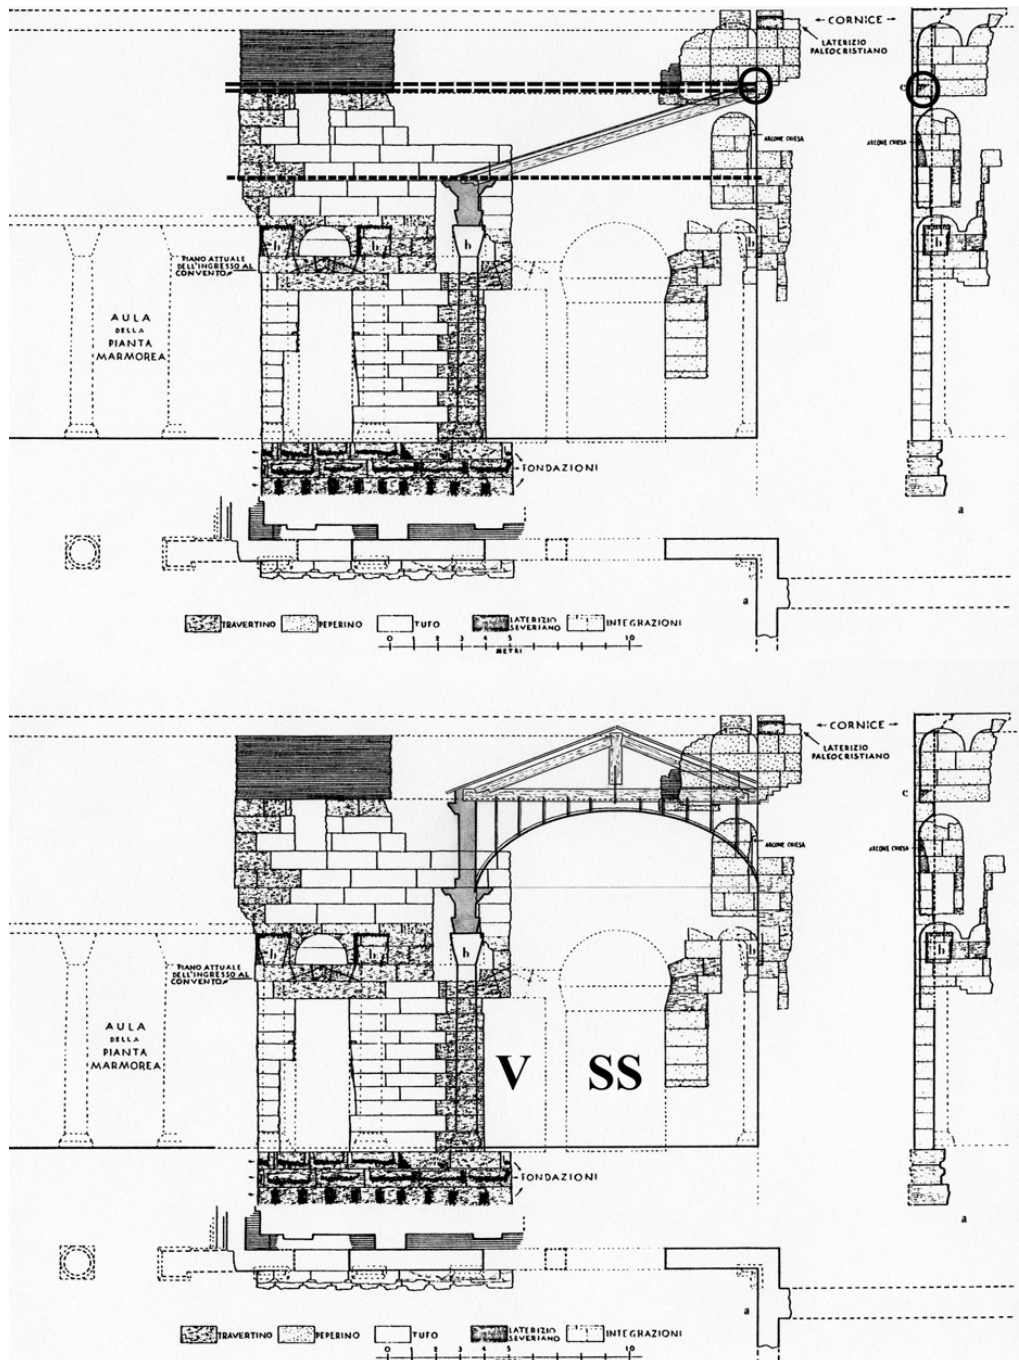 ← CORNICE →
LATERIZIO
PALEOCRISTIANO
c
ARCONE CHIESA
ARCONE CHIESA
b
b
h
b
b
PIANO ATTUALE
DELL'INGRESSO AL
CONVENTO
AULA
DELLA
PIANTA
MARMOREA
FONDAZIONI
a
a
TRAVERTINO
PEPERINO
TUFO
LATERIZIO
SEVERIANO
INTEGRAZIONI
0 1 2 3 4 5 10
METRI
← CORNICE →
LATERIZIO
PALEOCRISTIANO
c
ARCONE CHIESA
ARCONE CHIESA
b
b
h
b
b
PIANO ATTUALE
DELL'INGRESSO AL
CONVENTO
AULA
DELLA
PIANTA
MARMOREA
V
SS
FONDAZIONI
a
a
TRAVERTINO
PEPERINO
TUFO
LATERIZIO
SEVERIANO
INTEGRAZIONI
0 1 2 3 4 5 10